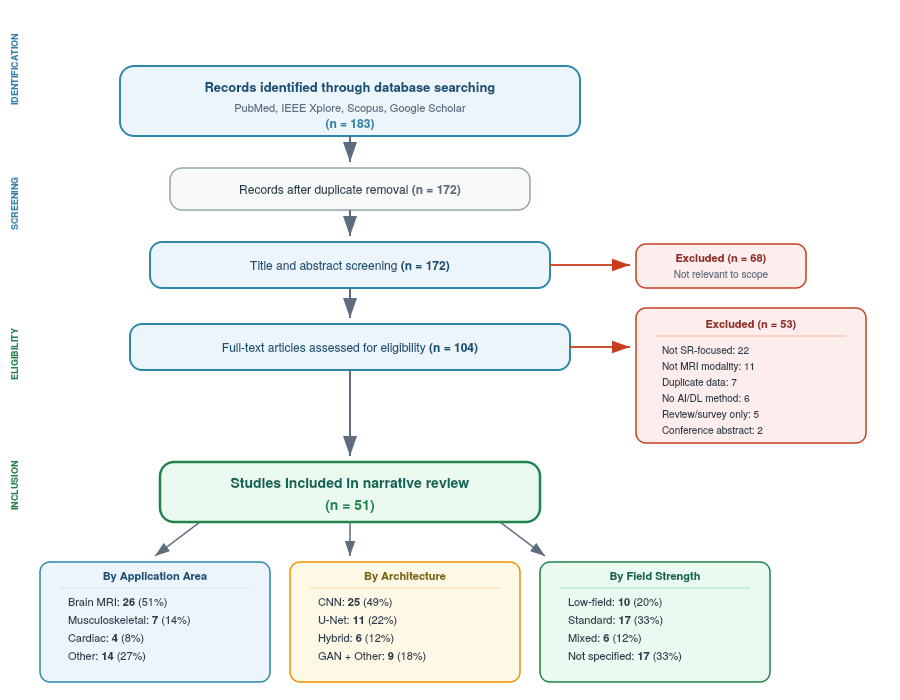 IDENTIFICATION
Records identified through database searching
PubMed, IEEE Xplore, Scopus, Google Scholar
(n = 183)
SCREENING
Records after duplicate removal (n = 172)
Title and abstract screening (n = 172)
Excluded (n = 68)
Not relevant to scope
ELIGIBILITY
Full-text articles assessed for eligibility (n = 104)
Excluded (n = 53)
Not SR-focused: 22
Not MRI modality: 11
Duplicate data: 7
No AI/DL method: 6
Review/survey only: 5
Conference abstract: 2
INCLUSION
Studies included in narrative review
(n = 51)
By Application Area
Brain MRI: 26 (51%)
Musculoskeletal: 7 (14%)
Cardiac: 4 (8%)
Other: 14 (27%)
By Architecture
CNN: 25 (49%)
U-Net: 11 (22%)
Hybrid: 6 (12%)
GAN + Other: 9 (18%)
By Field Strength
Low-field: 10 (20%)
Standard: 17 (33%)
Mixed: 6 (12%)
Not specified: 17 (33%)